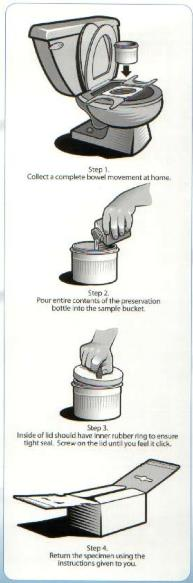 Step 1.
Collect a complete bowel movement at home.
Step 2.
Pour entire contents of the preservation
bottle into the sample bucket.
Step 3.
Inside of lid should have inner rubber ring to ensure
tight seal. Screw on the lid until you feel it click.
Step 4.
Return the specimen using the
instructions given to you.